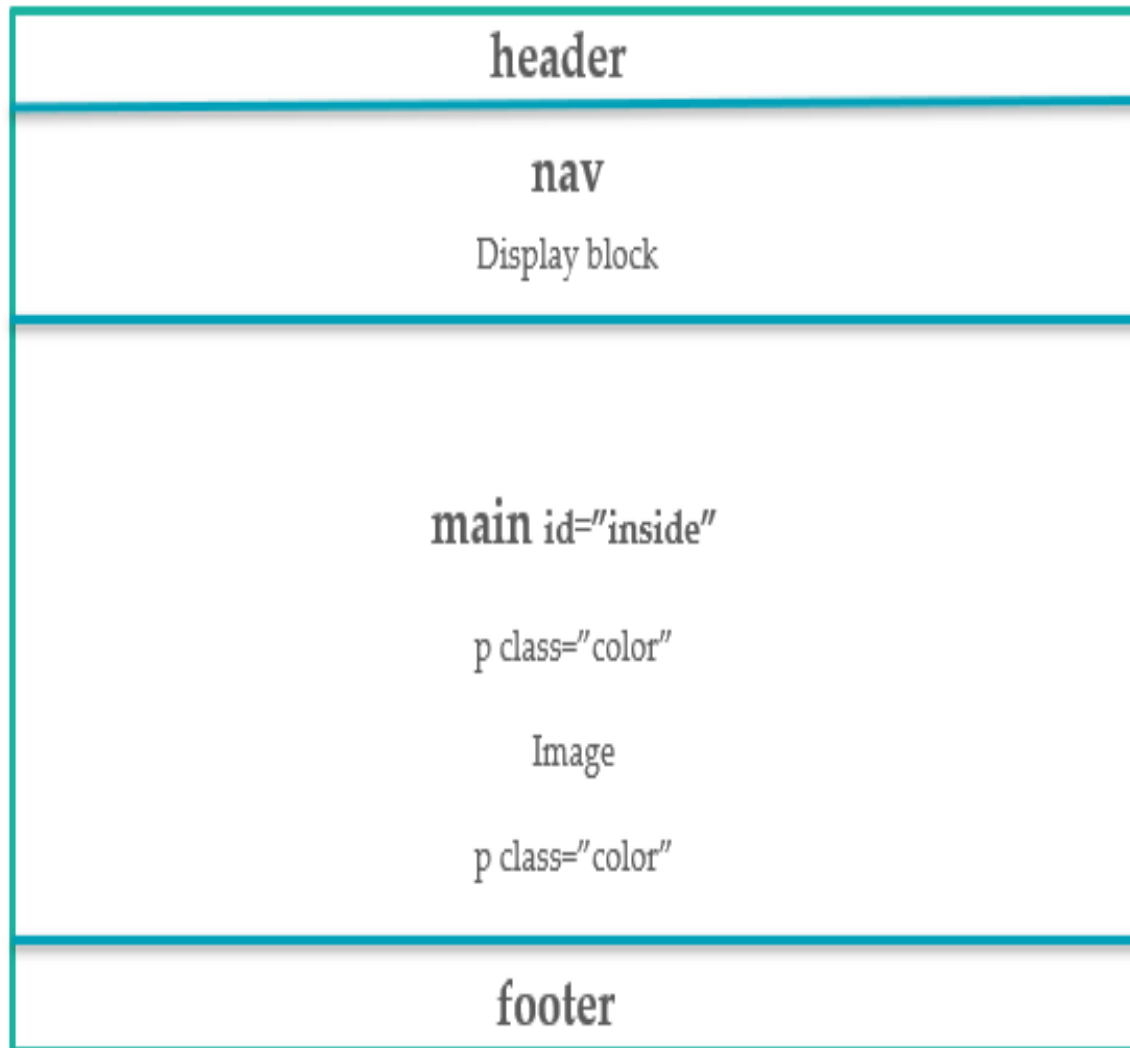 header
nav
Display block
main id=”inside”
p class=”color”
Image
p class=”color”
footer